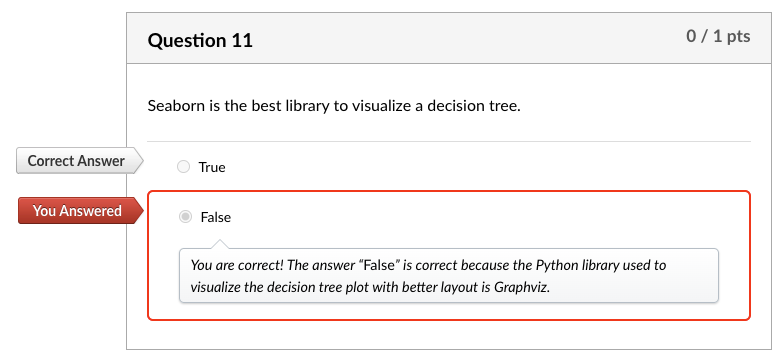 Question 11
0 / 1 pts
Seaborn is the best library to visualize a decision tree.
Correct Answer
True
You Answered
False
You are correct! The answer “False” is correct because the Python library used to
visualize the decision tree plot with better layout is Graphviz.